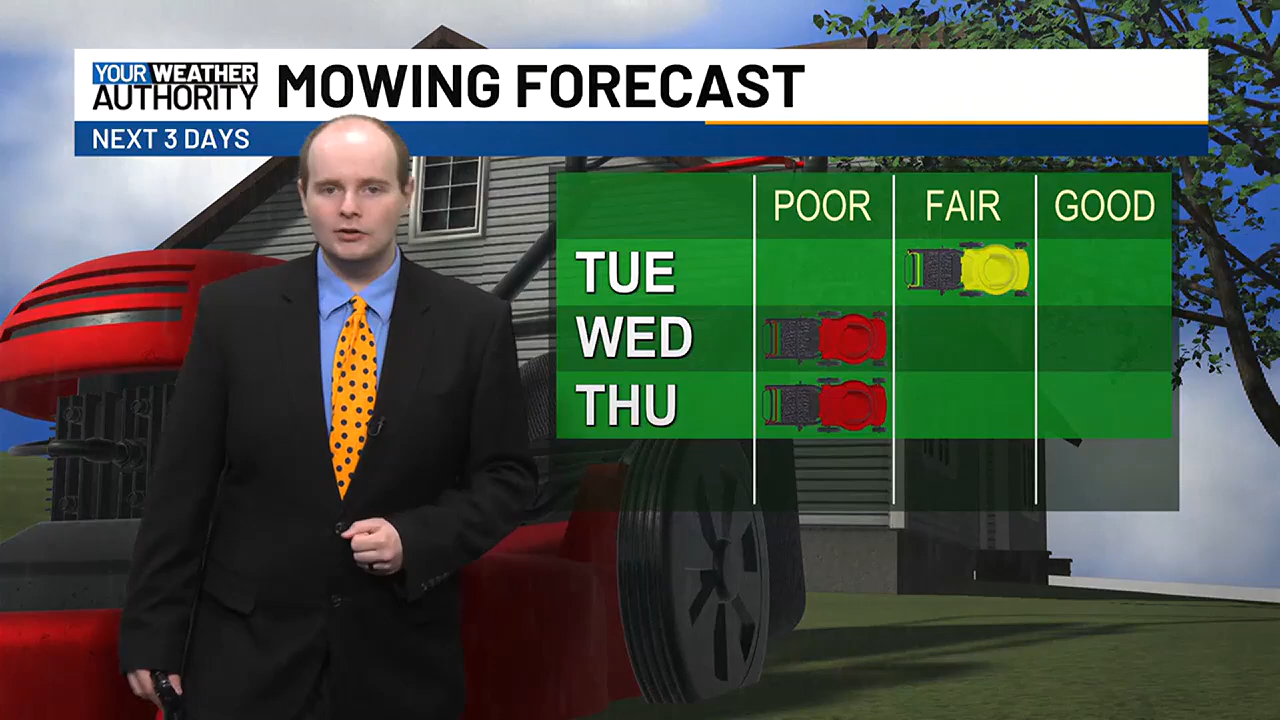 YOUR WEATHER
AUTHORITY
MOWING FORECAST
NEXT 3 DAYS
POOR FAIR GOOD
TUE
WED
THU